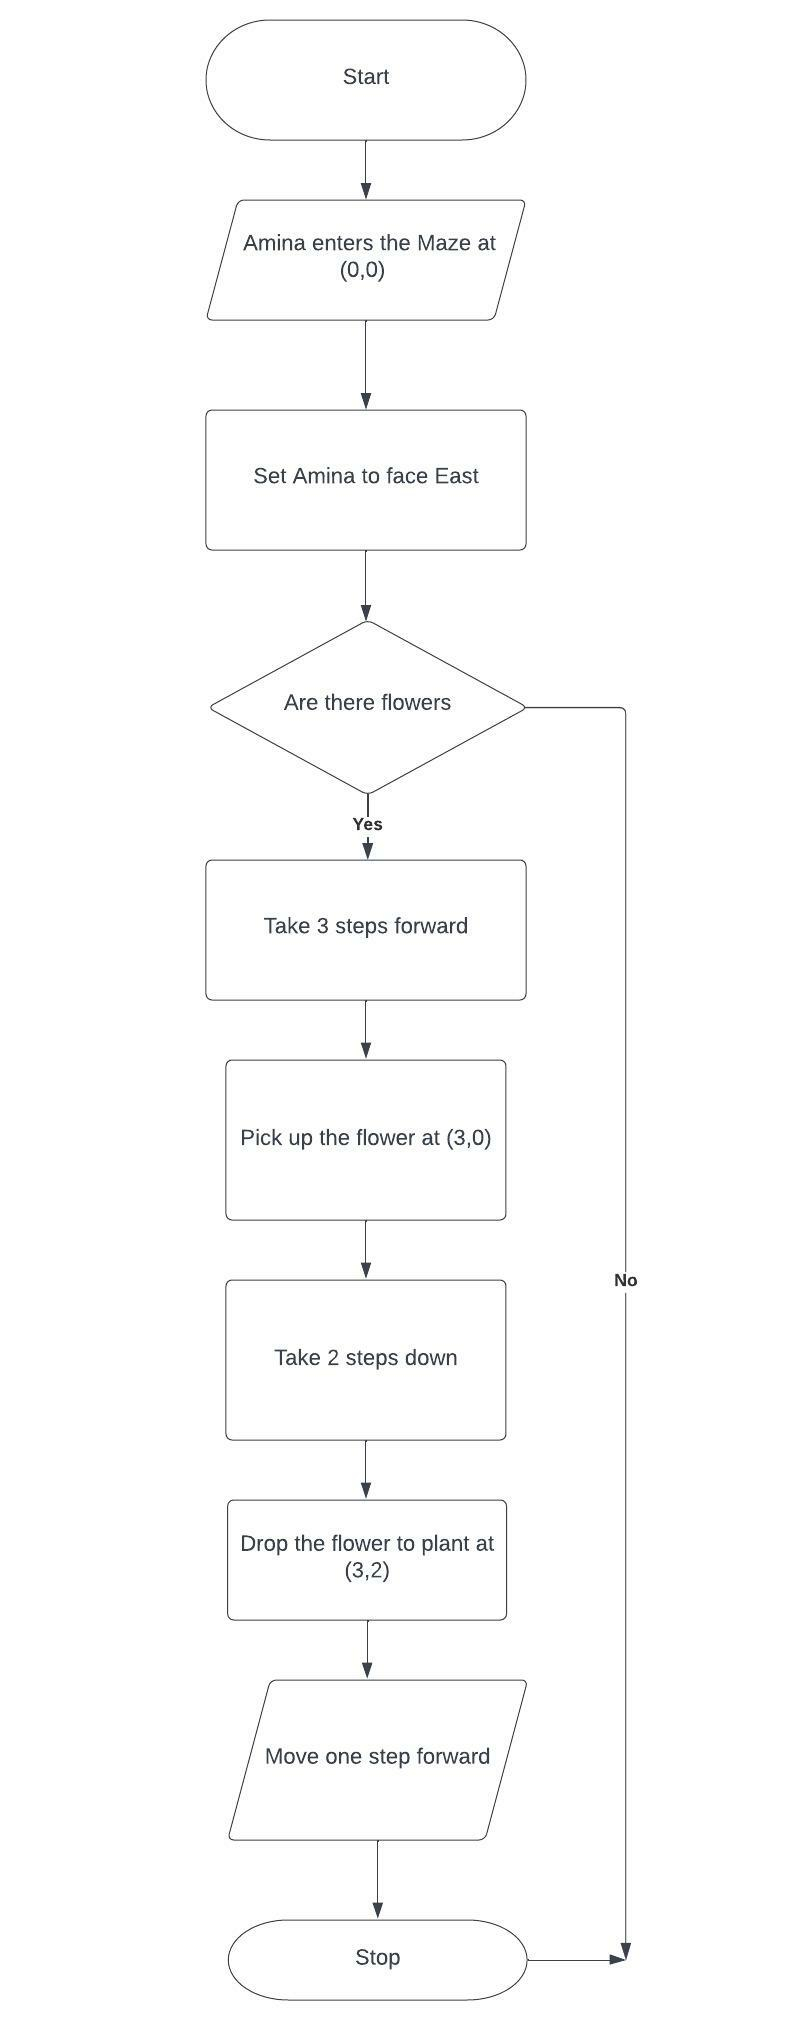 Start
Amina enters the Maze at
(0,0)
Set Amina to face East
Are there flowers
Yes
Take 3 steps forward
Pick up the flower at (3,0)
No
Take 2 steps down
Drop the flower to plant at
(3,2)
Move one step forward
Stop